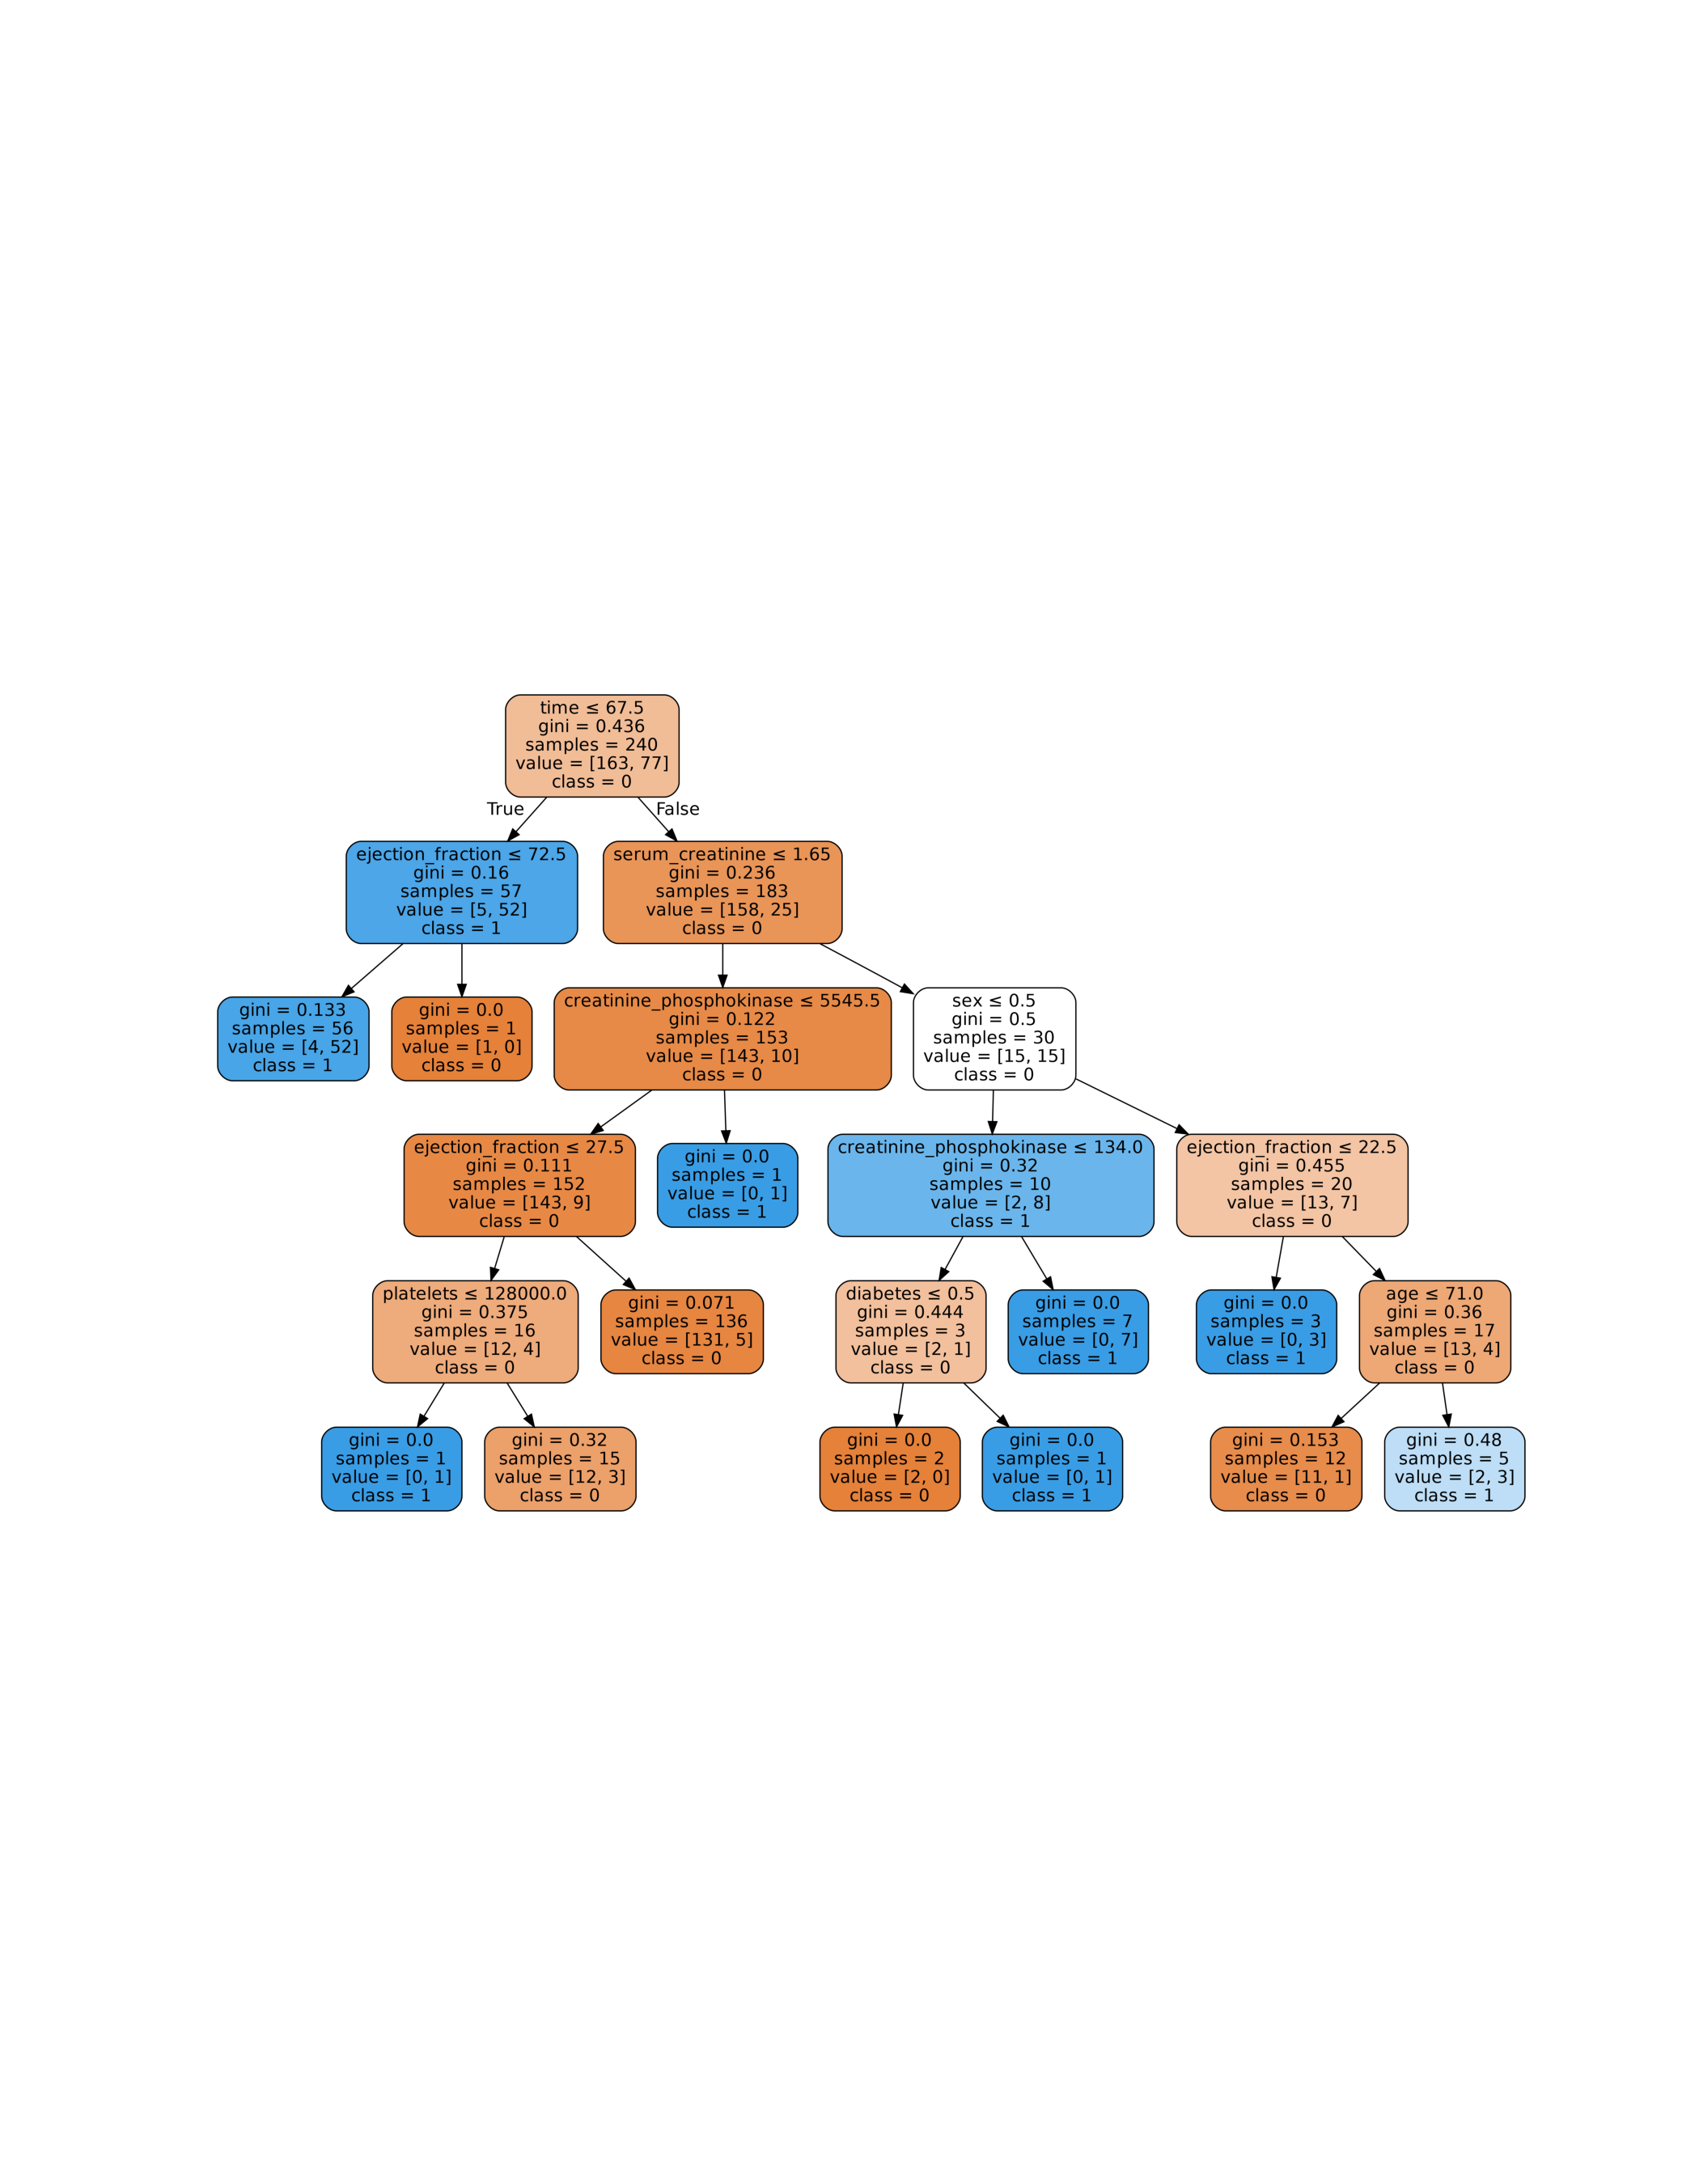 time ≤ 67.5
gini = 0.436
samples = 240
value = [163, 77]
class = 0
True
False
ejection_fraction ≤ 72.5
gini = 0.16
samples = 57
value = [5, 52]
class = 1
serum_creatinine ≤ 1.65
gini = 0.236
samples = 183
value = [158, 25]
class = 0
gini = 0.133
samples = 56
value = [4, 52]
class = 1
gini = 0.0
samples = 1
value = [1, 0]
class = 0
creatinine_phosphokinase ≤ 5545.5
gini = 0.122
samples = 153
value = [143, 10]
class = 0
sex ≤ 0.5
gini = 0.5
samples = 30
value = [15, 15]
class = 0
ejection_fraction ≤ 27.5
gini = 0.111
samples = 152
value = [143, 9]
class = 0
gini = 0.0
samples = 1
value = [0, 1]
class = 1
creatinine_phosphokinase ≤ 134.0
gini = 0.32
samples = 10
value = [2, 8]
class = 1
ejection_fraction ≤ 22.5
gini = 0.455
samples = 20
value = [13, 7]
class = 0
platelets ≤ 128000.0
gini = 0.375
samples = 16
value = [12, 4]
class = 0
gini = 0.071
samples = 136
value = [131, 5]
class = 0
diabetes ≤ 0.5
gini = 0.444
samples = 3
value = [2, 1]
class = 0
gini = 0.0
samples = 7
value = [0, 7]
class = 1
gini = 0.0
samples = 3
value = [0, 3]
class = 1
age ≤ 71.0
gini = 0.36
samples = 17
value = [13, 4]
class = 0
gini = 0.0
samples = 1
value = [0, 1]
class = 1
gini = 0.32
samples = 15
value = [12, 3]
class = 0
gini = 0.0
samples = 2
value = [2, 0]
class = 0
gini = 0.0
samples = 1
value = [0, 1]
class = 1
gini = 0.153
samples = 12
value = [11, 1]
class = 0
gini = 0.48
samples = 5
value = [2, 3]
class = 1